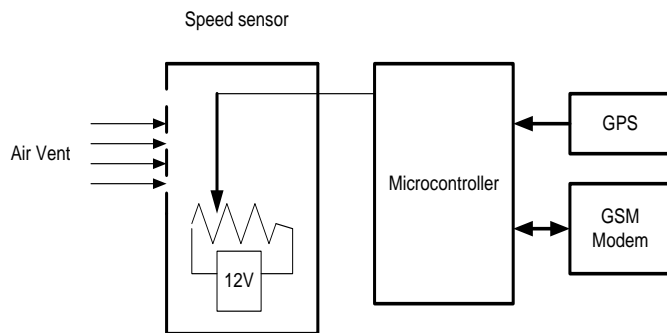 Speed sensor
Air Vent
12V
Microcontroller
GPS
GSM
Modem